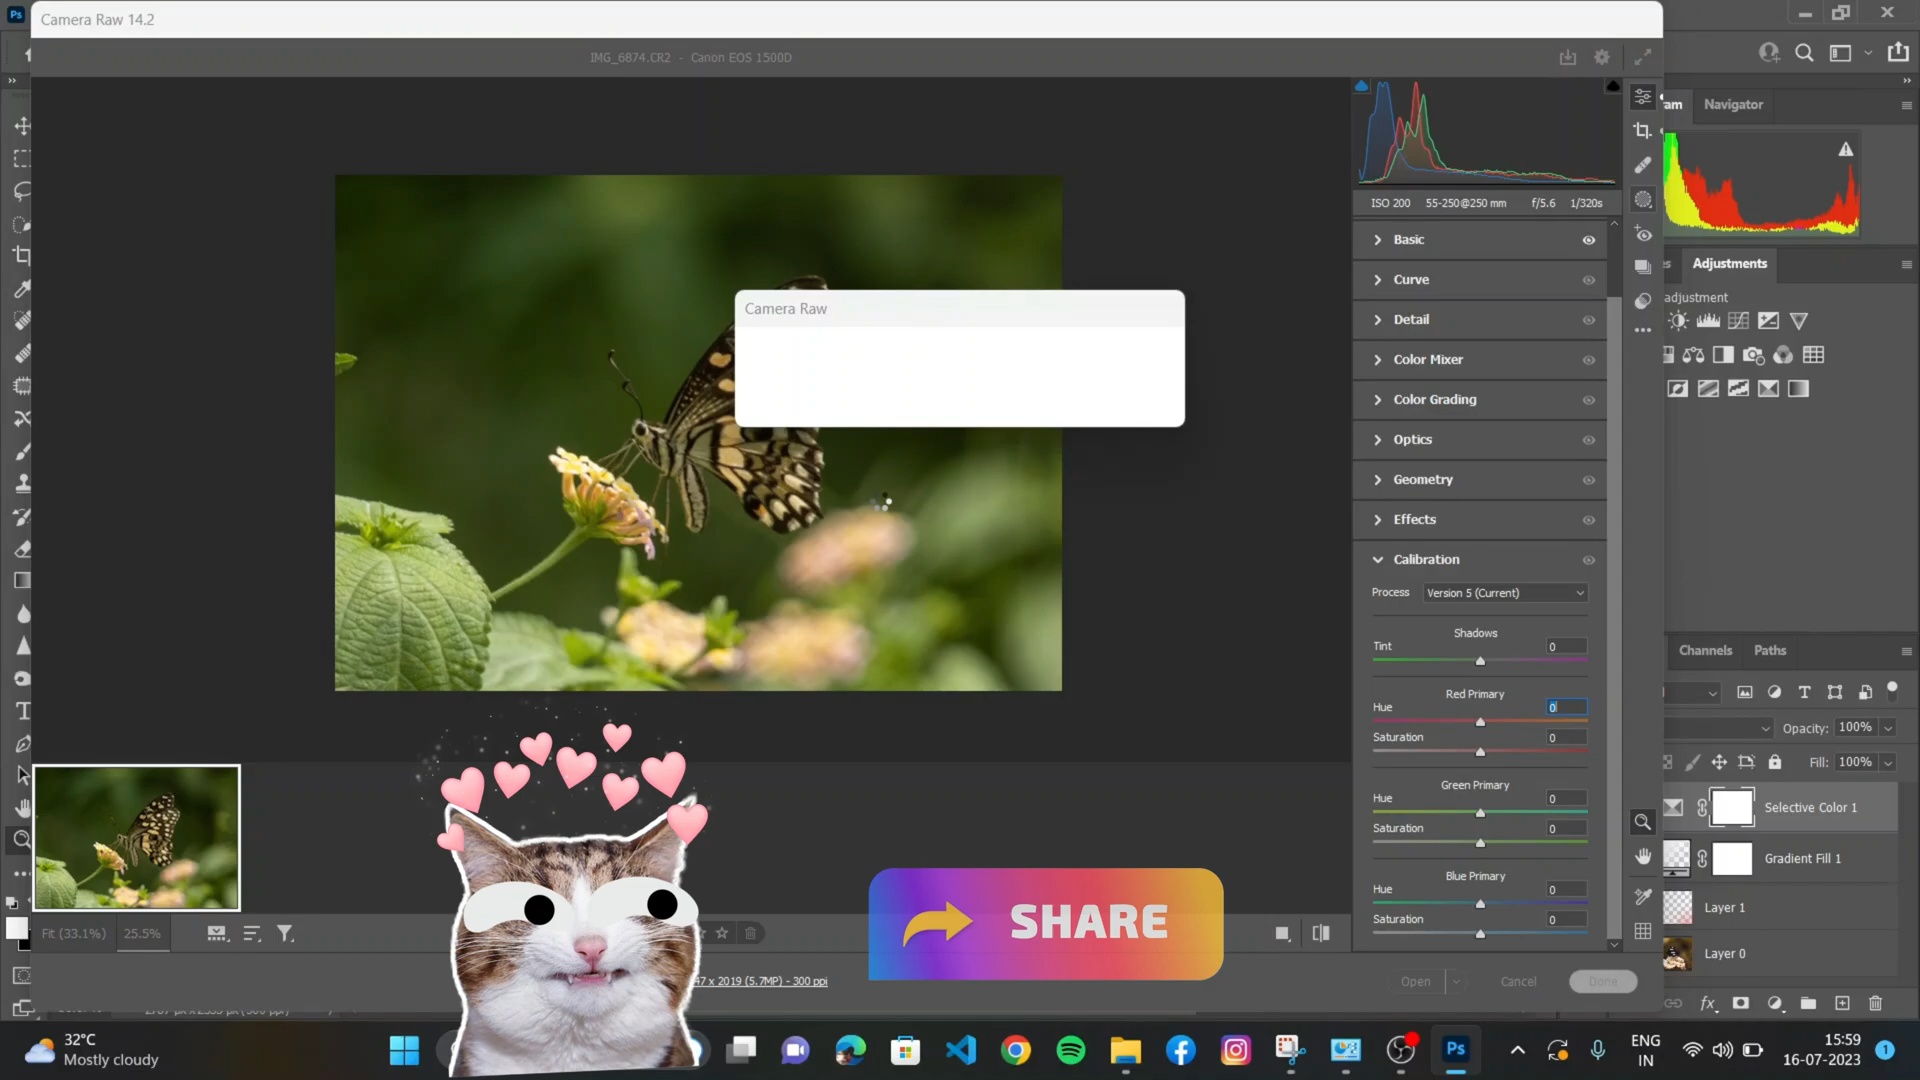 Camera Raw 14.2
IMG_6874.CR2 - Canon EOS 1500D
Camera Raw
ISO 200 55-250@250 mm f/5.6 1/320s
Basic
Curve
Detail
Color Mixer
Color Grading
Optics
Geometry
Effects
Calibration
Process Version 5 (Current)
Shadows
Tint 0
Red Primary
Hue 0
Saturation 0
Green Primary
Hue 0
Saturation 0
Blue Primary
Hue 0
Saturation 0
Navigator
Adjustments
adjustment
Channels Paths
Opacity: 100%
Fill: 100%
Selective Color 1
Gradient Fill 1
Layer 1
Layer 0
fx
Fit (33.1%) 25.5%
SHARE
47 x 2019 (5.7MP) - 300 ppi
Open Cancel Done
32°C
Mostly cloudy
Ps
ENG
IN
15:59
16-07-2023
1